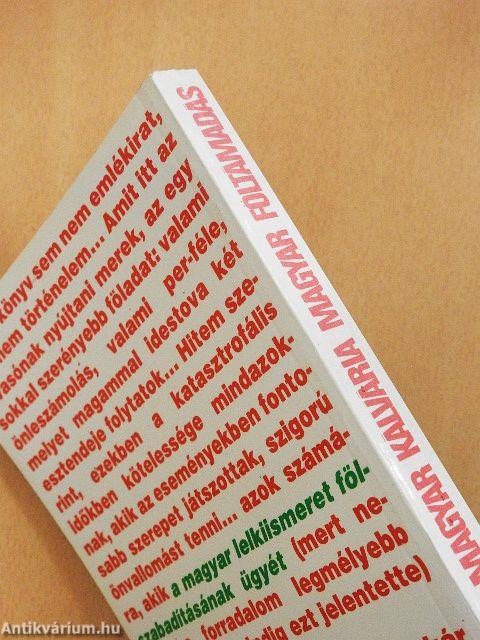 könyv sem nem emlékirat,
nem történelem... Amit itt az
vasónak nyújtani merek, az egy
sokkal szerényebb föladat: valami
önleszámolás, valami per-féle,
melyet magammal idestova két
esztendeje folytatok... Hitem sze-
rint, ezekben a katasztrofális
időkben kötelessége mindazok-
nak, akik az eseményekben fonto-
sabb szerepet játszottak, szigorú
önvallomást tenni... azok számá-
ra, akik a magyar lelkiismeret föl-
szabadításának ügyét (mert ne-
forradalom legmélyebb
ezt jelentette)
MAGYAR KÁLVÁRIA MAGYAR FÖLTÁMADÁS
Antikvárium.hu